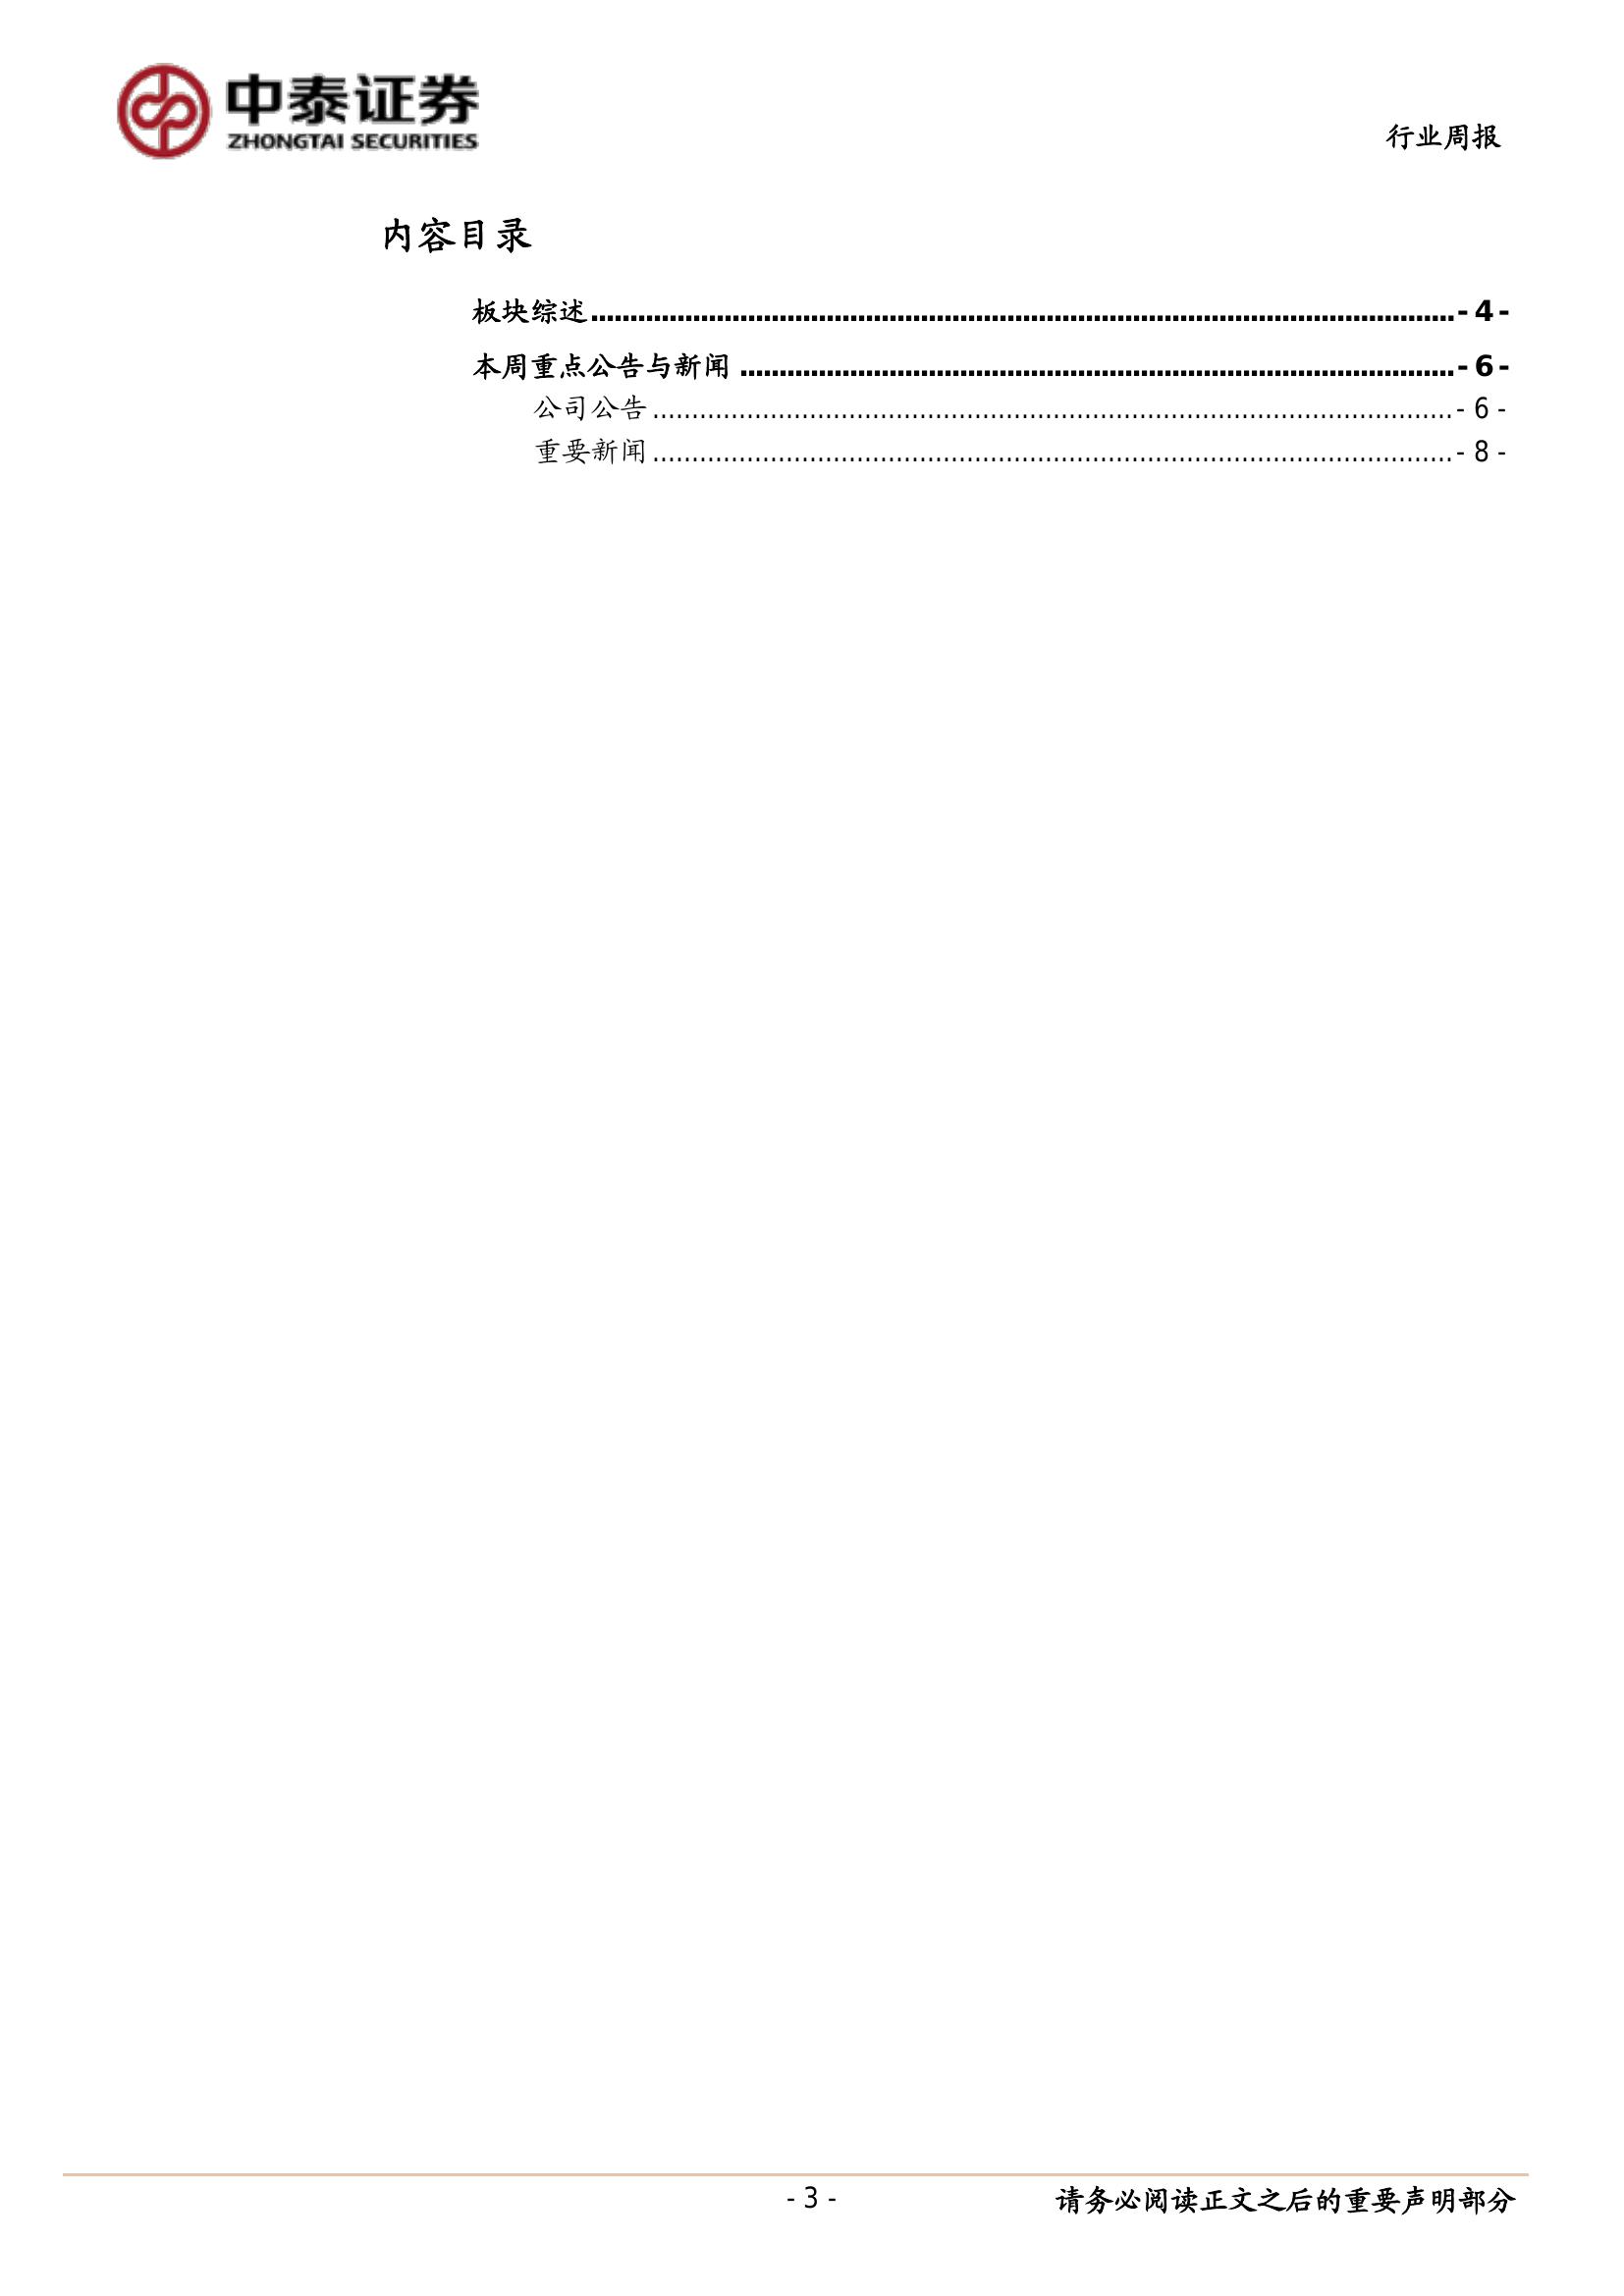 中泰证券
ZHONGTAI SECURITIES
行业周报
内容目录
板块综述..............................................................................................................- 4 -
本周重点公告与新闻 ...........................................................................................- 6 -
公司公告......................................................................................................- 6 -
重要新闻......................................................................................................- 8 -
- 3 -
请务必阅读正文之后的重要声明部分